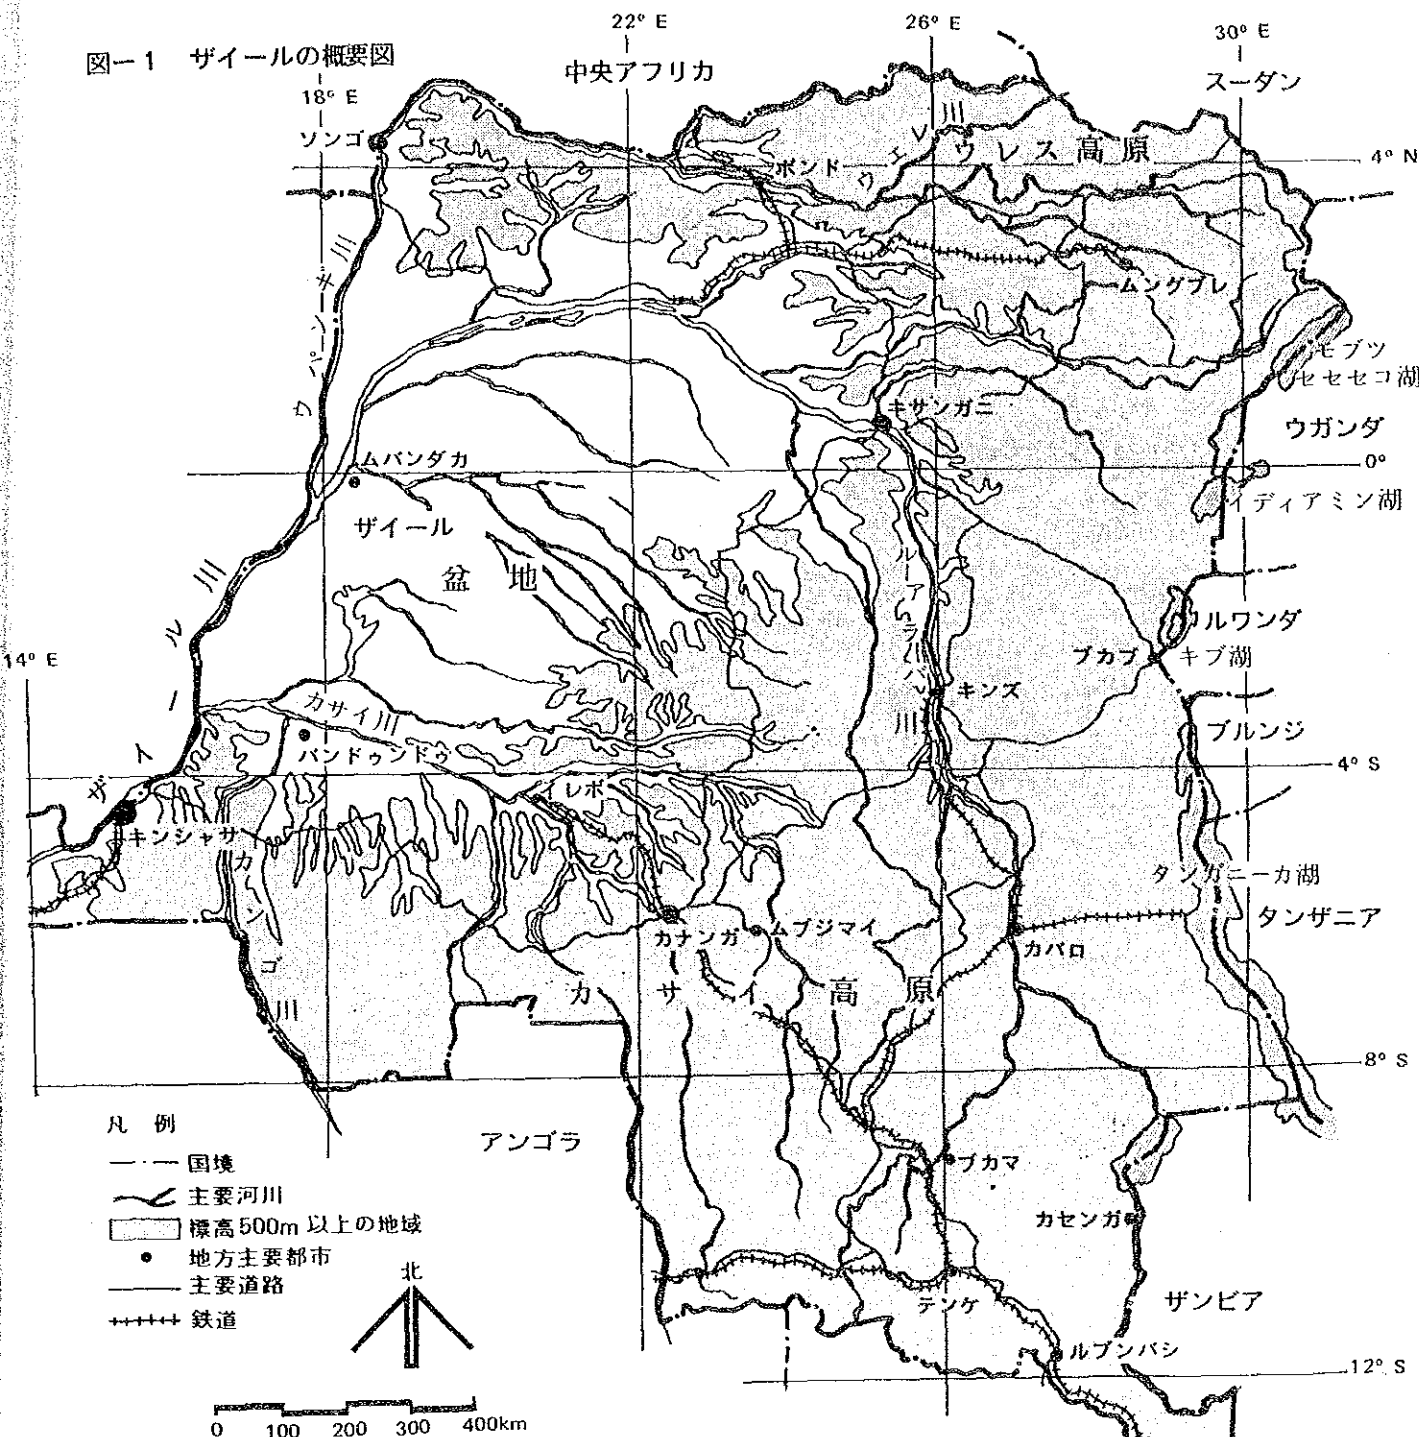 図ー1 ザイールの概要図
22° E
26° E
30° E
中央アフリカ
スーダン
18° E
ソンゴ
ウエレ川
ウレス高原
4° N
ボンド
ウバンギ川
ムングブレ
モブツ
セセセコ湖
キサンガニ
ウガンダ
ムバンダカ
0°
イディアミン湖
ザイール
盆地
ルアラバ川
ルワンダ
14° E
ブカブ
キブ湖
キンズ
カサイ川
ブルンジ
バンドゥンドゥ
ザイール川
4° S
イレボ
キンシャサ
カンゴ川
タンガニーカ湖
タンザニア
カナンガ
ムブジマイ
カバロ
カサイ高原
8° S
凡例
アンゴラ
国境
ブカマ
主要河川
カセンガ
標高500m以上の地域
地方主要都市
北
主要道路
テンケ
ザンビア
鉄道
ルブンバシ
12° S
0 100 200 300 400km